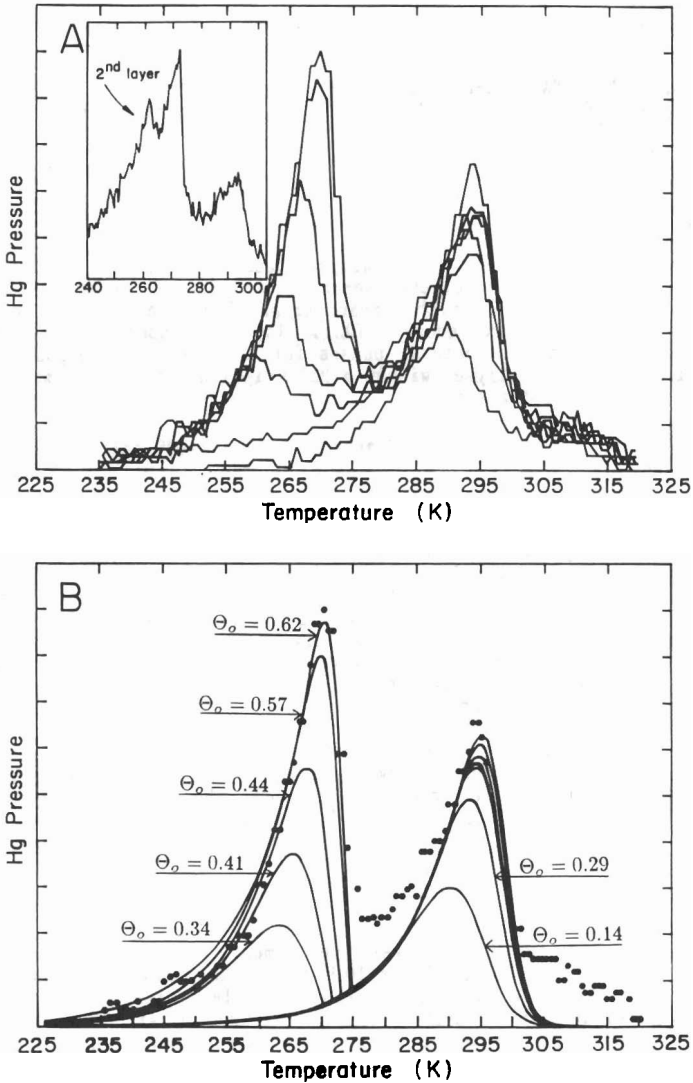 A
2nd layer
240 260 280 300
Hg Pressure
225 235 245 255 265 275 285 295 305 315 325
Temperature (K)
B
Θo = 0.62
Θo = 0.57
Θo = 0.44
Θo = 0.41
Θo = 0.34
Θo = 0.29
Θo = 0.14
Hg Pressure
225 235 245 255 265 275 285 295 305 315 325
Temperature (K)